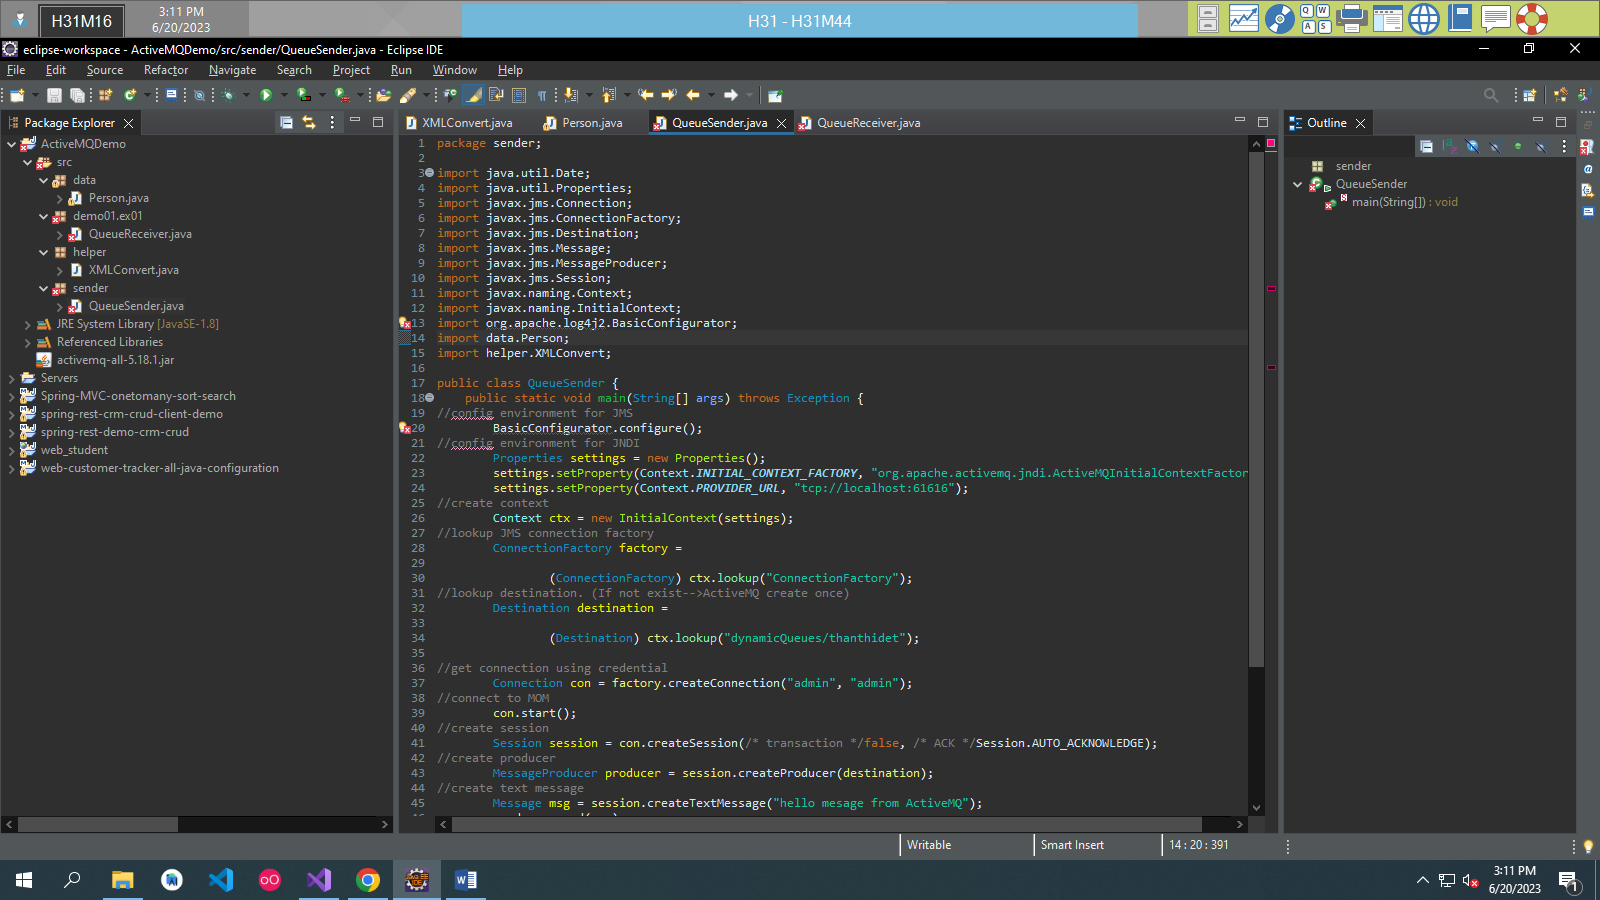 H31M16
3:11 PM
6/20/2023
H31 - H31M44
Q W
A S
eclipse-workspace - ActiveMQDemo/src/sender/QueueSender.java - Eclipse IDE
File Edit Source Refactor Navigate Search Project Run Window Help
Package Explorer
ActiveMQDemo
src
data
Person.java
demo01.ex01
QueueReceiver.java
helper
XMLConvert.java
sender
QueueSender.java
JRE System Library [JavaSE-1.8]
Referenced Libraries
activemq-all-5.18.1.jar
Servers
Spring-MVC-onetomany-sort-search
spring-rest-crm-crud-client-demo
spring-rest-demo-crm-crud
web_student
web-customer-tracker-all-java-configuration
XMLConvert.java Person.java QueueSender.java QueueReceiver.java
1 package sender;
2
3 import java.util.Date;
4 import java.util.Properties;
5 import javax.jms.Connection;
6 import javax.jms.ConnectionFactory;
7 import javax.jms.Destination;
8 import javax.jms.Message;
9 import javax.jms.MessageProducer;
10 import javax.jms.Session;
11 import javax.naming.Context;
12 import javax.naming.InitialContext;
13 import org.apache.log4j2.BasicConfigurator;
14 import data.Person;
15 import helper.XMLConvert;
16
17 public class QueueSender {
18 public static void main(String[] args) throws Exception {
19 //config environment for JMS
20 BasicConfigurator.configure();
21 //config environment for JNDI
22 Properties settings = new Properties();
23 settings.setProperty(Context.INITIAL_CONTEXT_FACTORY, "org.apache.activemq.jndi.ActiveMQInitialContextFactor
24 settings.setProperty(Context.PROVIDER_URL, "tcp://localhost:61616");
25 //create context
26 Context ctx = new InitialContext(settings);
27 //lookup JMS connection factory
28 ConnectionFactory factory =
29
30 (ConnectionFactory) ctx.lookup("ConnectionFactory");
31 //lookup destination. (If not exist-->ActiveMQ create once)
32 Destination destination =
33
34 (Destination) ctx.lookup("dynamicQueues/thanthidet");
35
36 //get connection using credential
37 Connection con = factory.createConnection("admin", "admin");
38 //connect to MOM
39 con.start();
40 //create session
41 Session session = con.createSession(/* transaction */false, /* ACK */Session.AUTO_ACKNOWLEDGE);
42 //create producer
43 MessageProducer producer = session.createProducer(destination);
44 //create text message
45 Message msg = session.createTextMessage("hello mesage from ActiveMQ");
Outline
sender
QueueSender
main(String[]) : void
Writable
Smart Insert
14 : 20 : 391
3:11 PM
6/20/2023
1